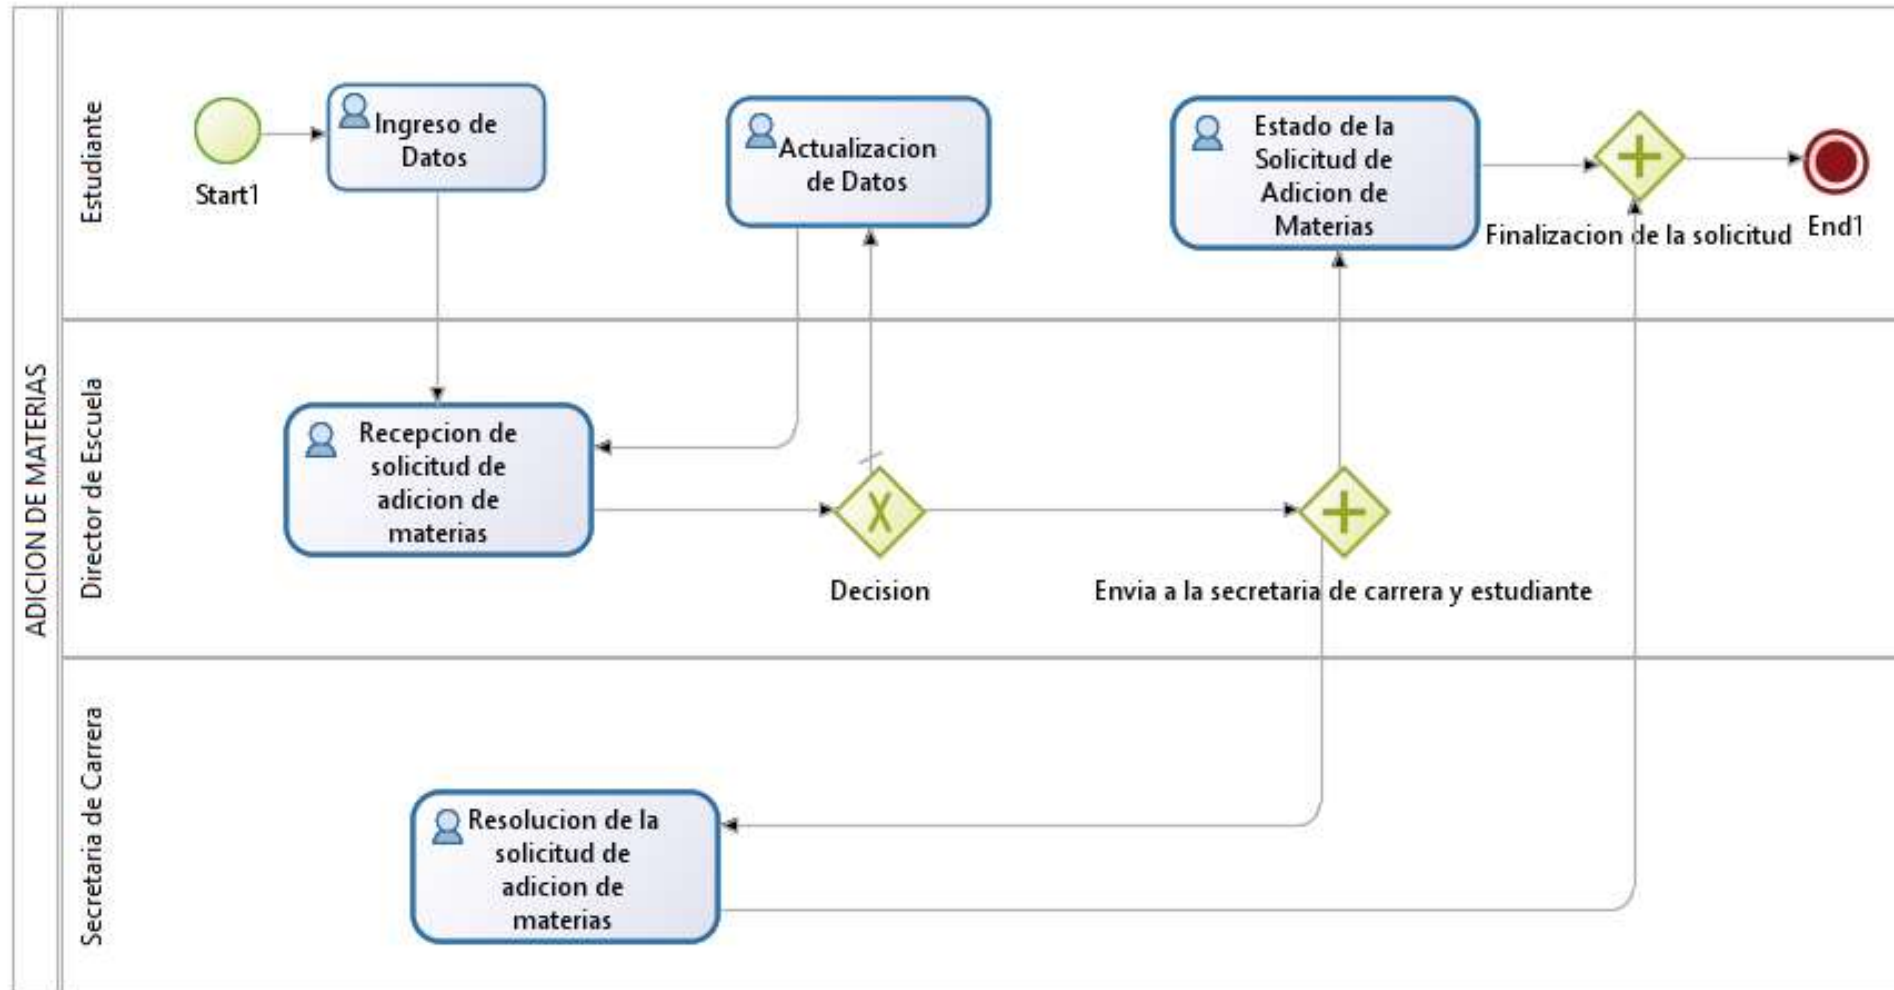 ADICION DE MATERIAS
Estudiante
Start1
Ingreso de
Datos
Actualizacion
de Datos
Estado de la
Solicitud de
Adicion de
Materias
Finalizacion de la solicitud
End1
Director de Escuela
Recepcion de
solicitud de
adicion de
materias
Decision
Envia a la secretaria de carrera y estudiante
Secretaria de Carrera
Resolucion de la
solicitud de
adicion de
materias